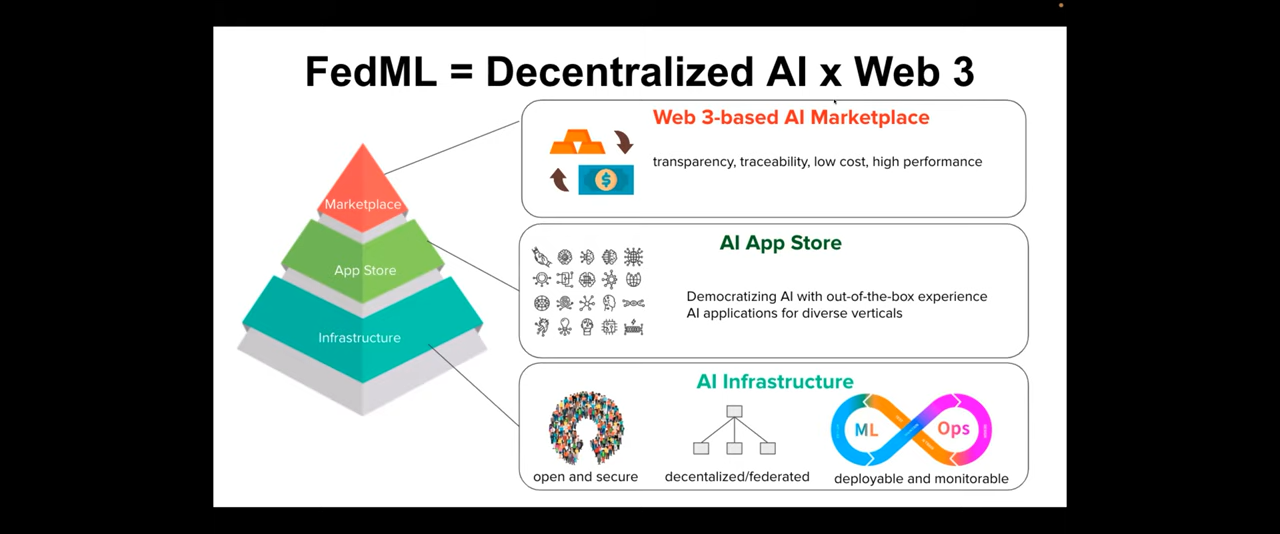 FedML = Decentralized AI x Web 3
Marketplace
App Store
Infrastructure
Web 3-based AI Marketplace
$
transparency, traceability, low cost, high performance
AI App Store
Democratizing AI with out-of-the-box experience
AI applications for diverse verticals
AI Infrastructure
ML
Ops
open and secure
decentalized/federated
deployable and monitorable